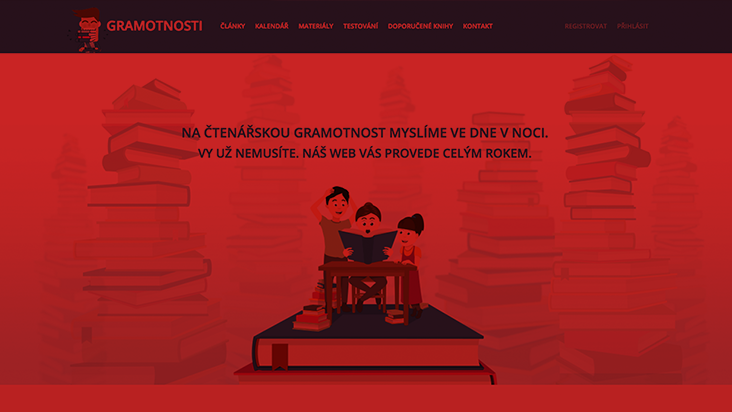 GRAMOTNOSTI
ČLÁNKY KALENDÁŘ MATERIÁLY TESTOVÁNÍ DOPORUČENÉ KNIHY KONTAKT REGISTROVAT PŘIHLÁSIT
NA ČTENÁŘSKOU GRAMOTNOST MYSLÍME VE DNE V NOCI.
VY UŽ NEMUSÍTE. NÁŠ WEB VÁS PROVEDE CELÝM ROKEM.